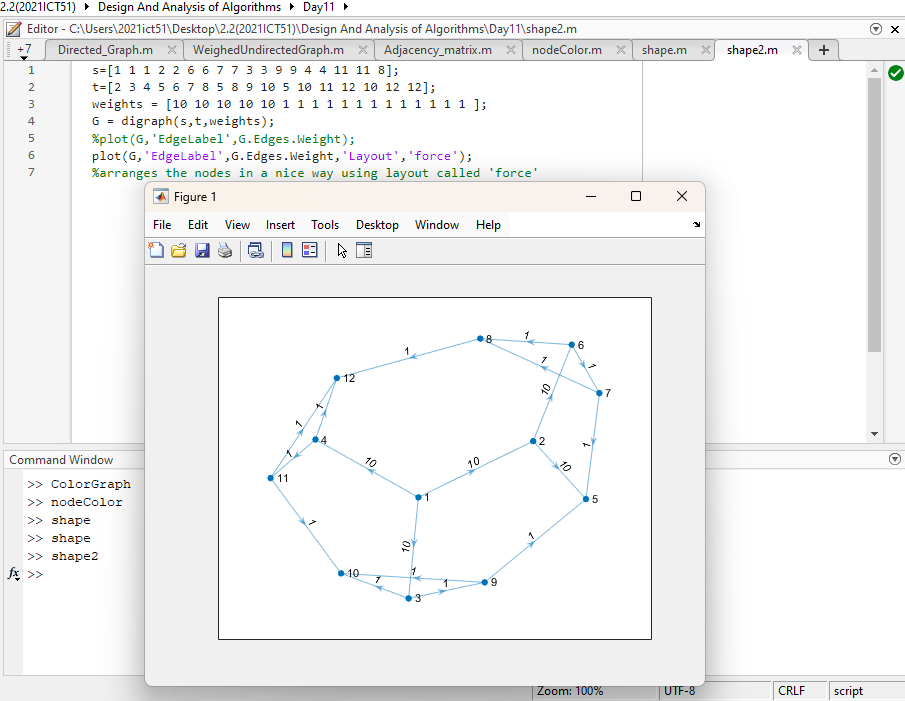 2.2(2021ICT51) Design And Analysis of Algorithms Day11
Editor - C:\Users\2021ict51\Desktop\2.2(2021ICT51)\Design And Analysis of Algorithms\Day11\shape2.m
+7 Directed_Graph.m WeighedUndirectedGraph.m Adjacency_matrix.m nodeColor.m shape.m shape2.m
1 s=[1 1 1 2 2 6 6 7 7 3 3 9 9 4 4 11 11 8];
2 t=[2 3 4 5 6 7 8 5 8 9 10 5 10 11 12 10 12 12];
3 weights = [10 10 10 10 10 1 1 1 1 1 1 1 1 1 1 1 1 1 ];
4 G = digraph(s,t,weights);
5 %plot(G,'EdgeLabel',G.Edges.Weight);
6 plot(G,'EdgeLabel',G.Edges.Weight,'Layout','force');
7 %arranges the nodes in a nice way using layout called 'force'
Figure 1
File Edit View Insert Tools Desktop Window Help
8 1 6
1 1 1 7
12 10
1 1
4 1 2 1
11 10 10 10
1 5
1 10 1
10 1 1 1 9
3
Command Window
>> ColorGraph
>> nodeColor
>> shape
>> shape
>> shape2
fx >>
Zoom: 100% UTF-8 CRLF script